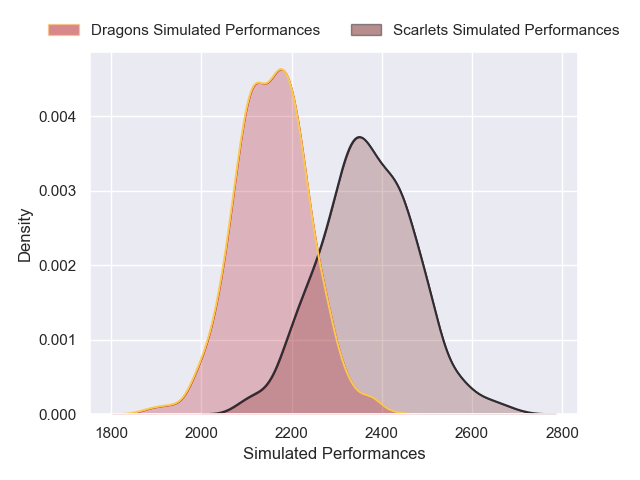 Dragons Simulated Performances Scarlets Simulated Performances
0.004
0.003
0.002
0.001
0.000
Density
1800 2000 2200 2400 2600 2800
Simulated Performances